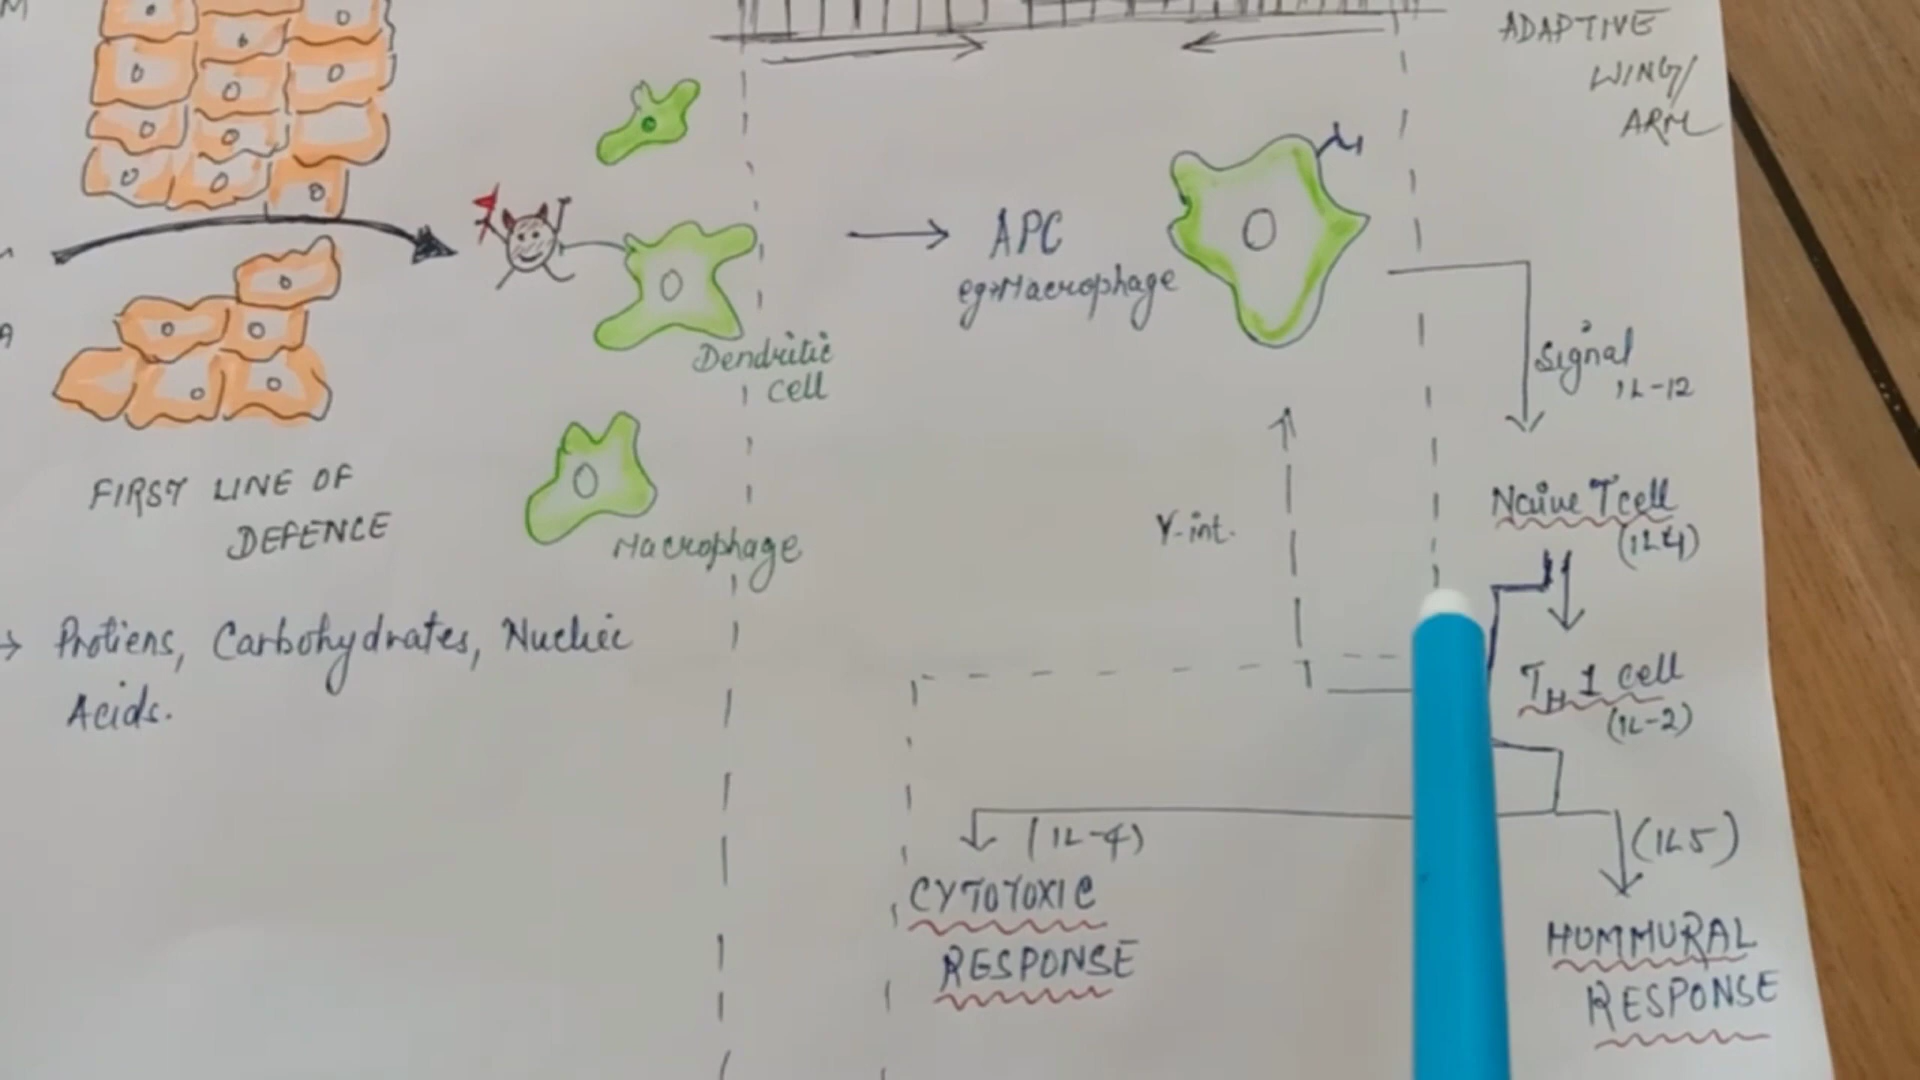 ADAPTIVE
WING/
ARM
APC
eg→Macrophage
Dendritic
cell
Signal
IL-12
FIRST LINE OF
DEFENCE
Macrophage
γ-int.
Naive T cell
TH 1 cell
(IL-2)
→ Protiens, Carbohydrates, Nucleic
Acids.
(IL-4)
(IL5)
CYTOTOXIC
RESPONSE
HUMMURAL
RESPONSE